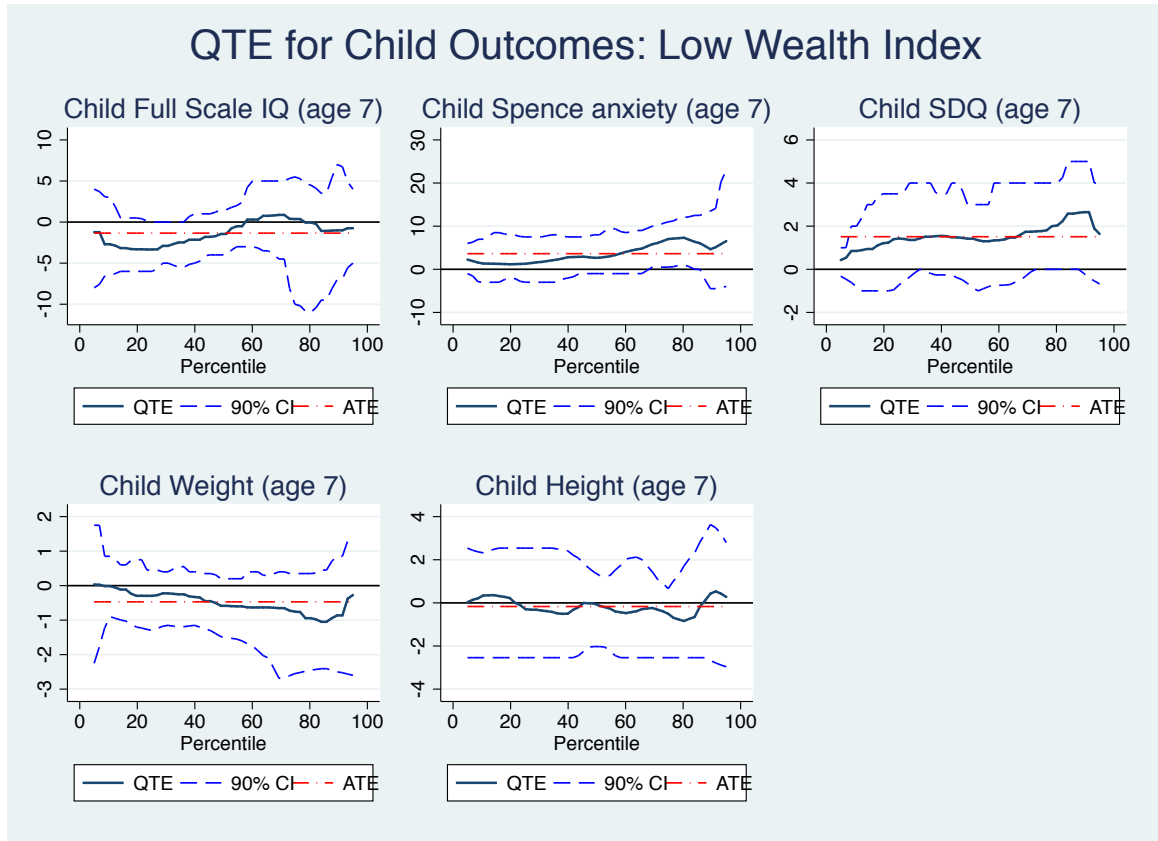 QTE for Child Outcomes: Low Wealth Index
Child Full Scale IQ (age 7)
10
5
0
-5
-10
0 20 40 60 80 100
Percentile
QTE 90% CI ATE
Child Spence anxiety (age 7)
30
20
10
0
-10
0 20 40 60 80 100
Percentile
QTE 90% CI ATE
Child SDQ (age 7)
6
4
2
0
-2
0 20 40 60 80 100
Percentile
QTE 90% CI ATE
Child Weight (age 7)
2
1
0
-1
-2
-3
0 20 40 60 80 100
Percentile
QTE 90% CI ATE
Child Height (age 7)
4
2
0
-2
-4
0 20 40 60 80 100
Percentile
QTE 90% CI ATE